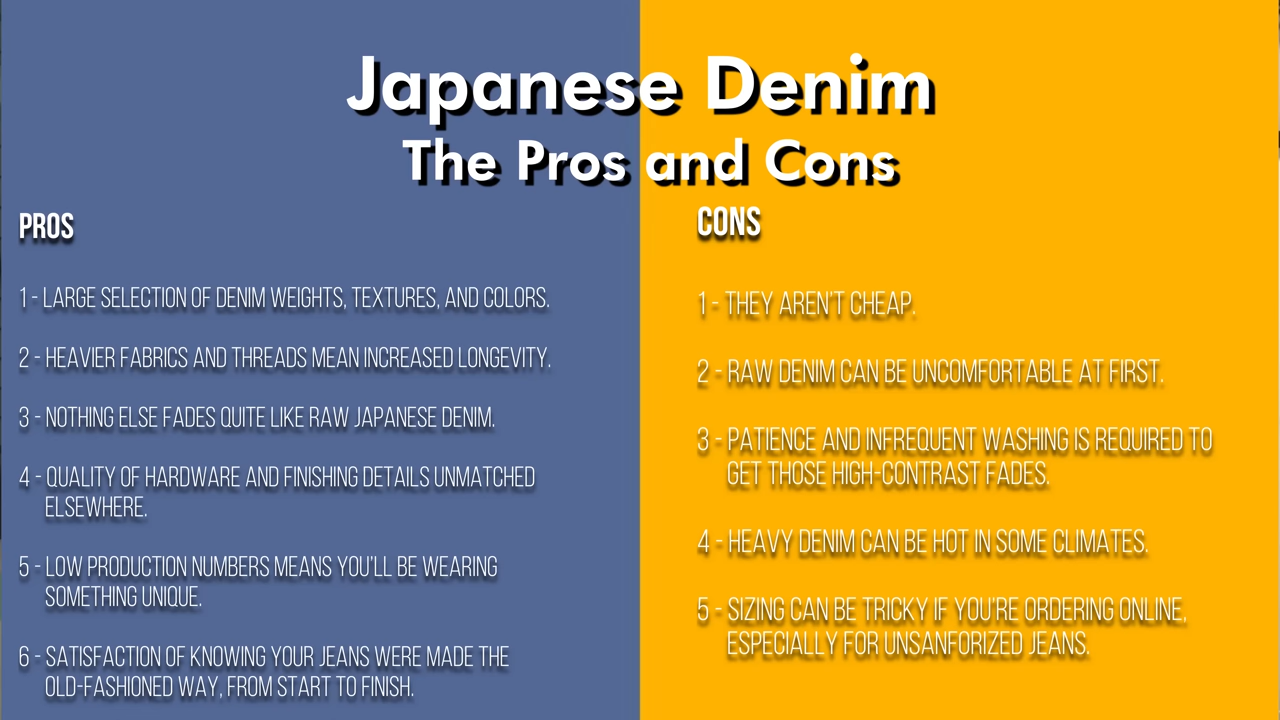 Japanese Denim
The Pros and Cons
PROS
1 - LARGE SELECTION OF DENIM WEIGHTS, TEXTURES, AND COLORS.
2 - HEAVIER FABRICS AND THREADS MEAN INCREASED LONGEVITY.
3 - NOTHING ELSE FADES QUITE LIKE RAW JAPANESE DENIM.
4 - QUALITY OF HARDWARE AND FINISHING DETAILS UNMATCHED
ELSEWHERE.
5 - LOW PRODUCTION NUMBERS MEANS YOU'LL BE WEARING
SOMETHING UNIQUE.
6 - SATISFACTION OF KNOWING YOUR JEANS WERE MADE THE
OLD-FASHIONED WAY, FROM START TO FINISH.
CONS
1 - THEY AREN'T CHEAP.
2 - RAW DENIM CAN BE UNCOMFORTABLE AT FIRST.
3 - PATIENCE AND INFREQUENT WASHING IS REQUIRED TO
GET THOSE HIGH-CONTRAST FADES.
4 - HEAVY DENIM CAN BE HOT IN SOME CLIMATES.
5 - SIZING CAN BE TRICKY IF YOU'RE ORDERING ONLINE,
ESPECIALLY FOR UNSANFORIZED JEANS.